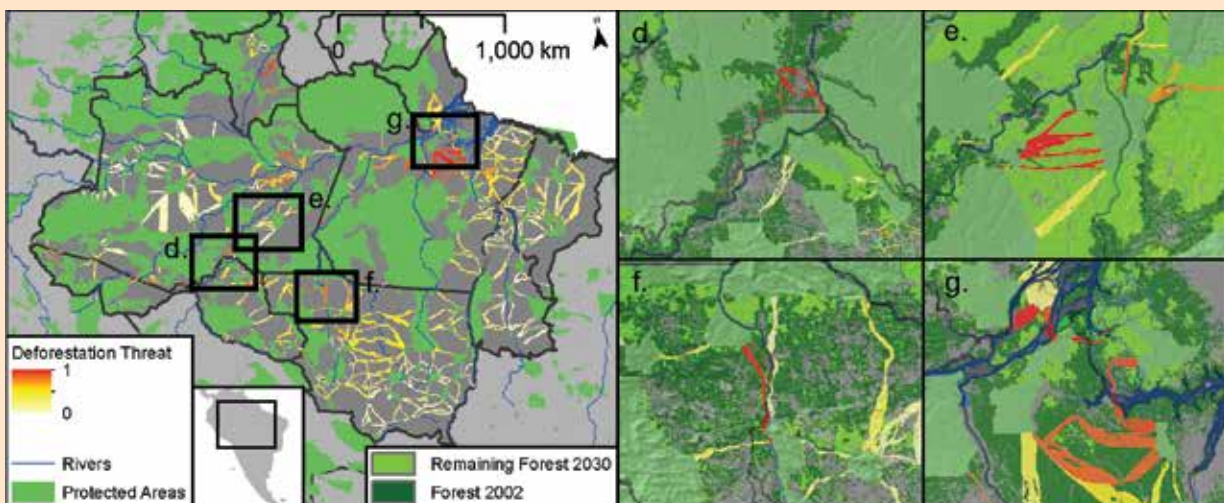 0
1,000 km
g.
e.
d.
f.
Deforestation Threat
1
0
Rivers
Protected Areas
Remaining Forest 2030
Forest 2002
d.
e.
f.
g.